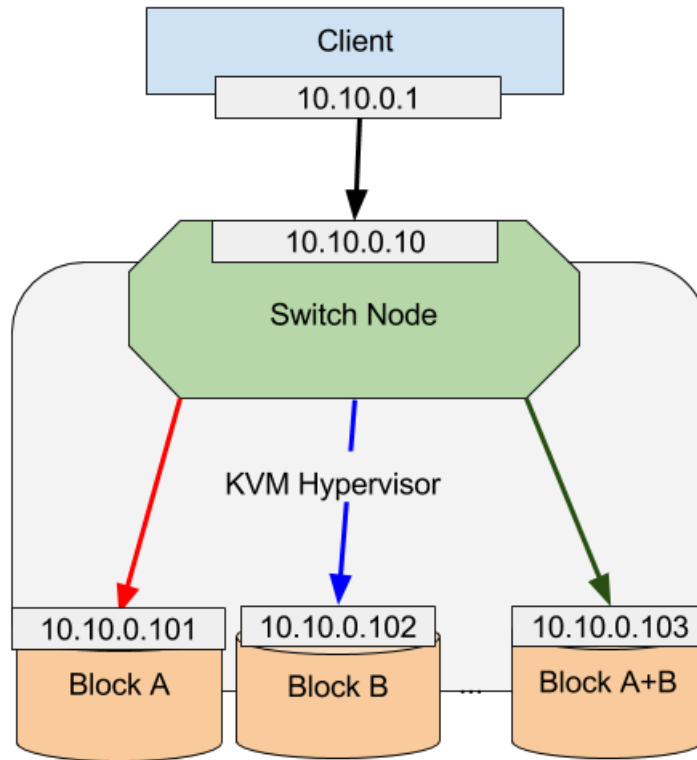 Client
10.10.0.1
10.10.0.10
Switch Node
KVM Hypervisor
10.10.0.101
10.10.0.102
10.10.0.103
Block A
Block B
...
Block A+B